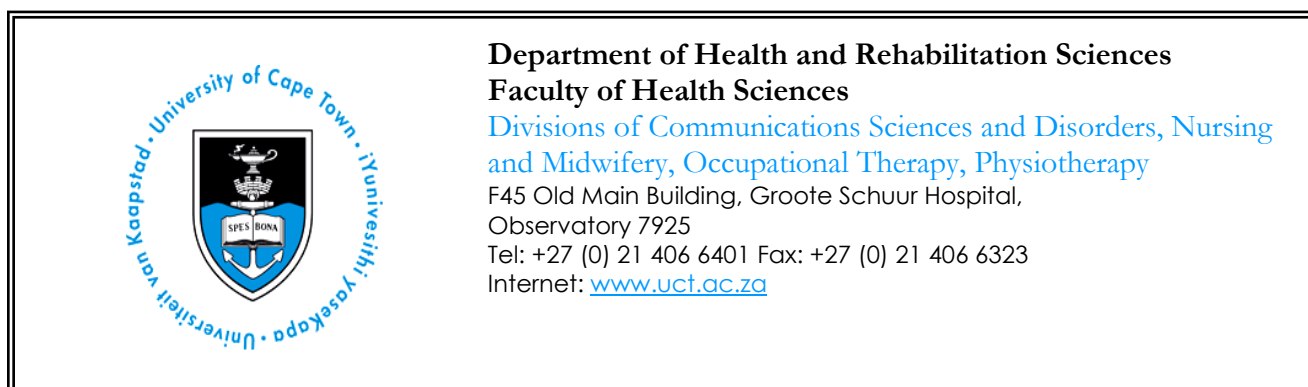 University of Cape Town · iYunivesithi yaseKapa · Universiteit van Kaapstad ·
SPES BONA
Department of Health and Rehabilitation Sciences
Faculty of Health Sciences
Divisions of Communications Sciences and Disorders, Nursing
and Midwifery, Occupational Therapy, Physiotherapy
F45 Old Main Building, Groote Schuur Hospital,
Observatory 7925
Tel: +27 (0) 21 406 6401 Fax: +27 (0) 21 406 6323
Internet: www.uct.ac.za